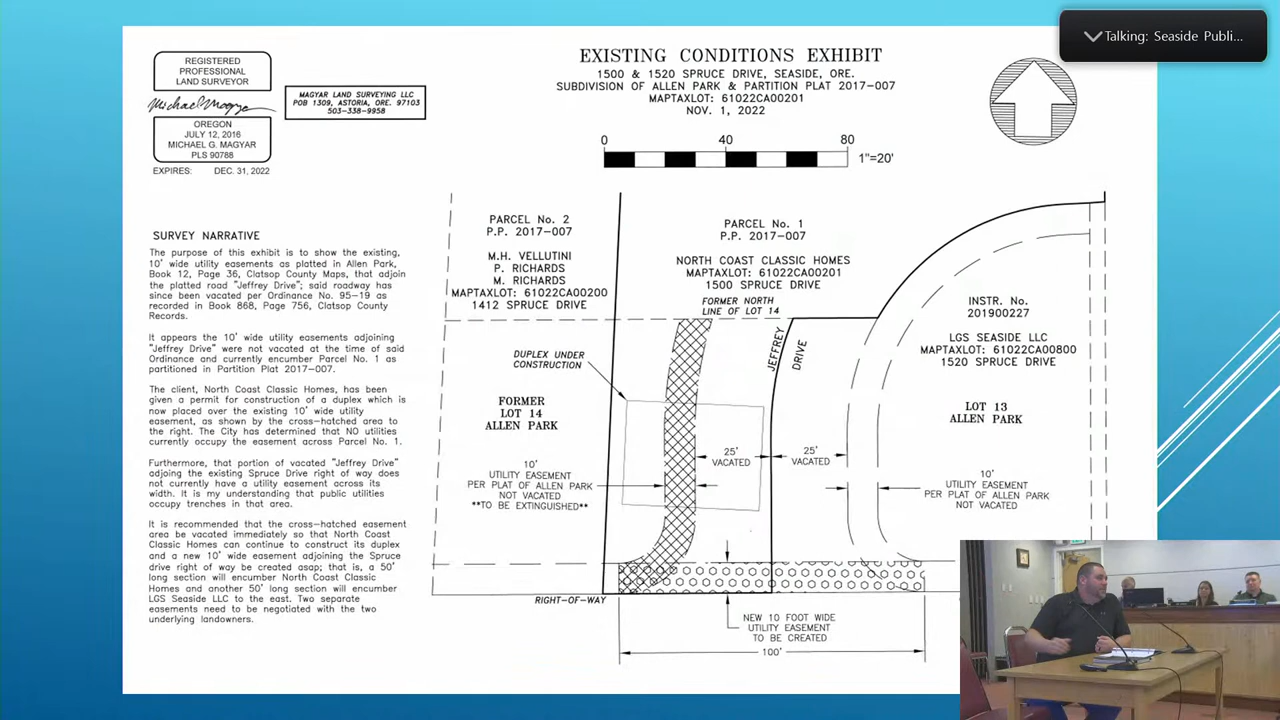 Talking: Seaside Publi...
REGISTERED
PROFESSIONAL
LAND SURVEYOR
Michael Magyar
OREGON
JULY 12, 2016
MICHAEL G. MAGYAR
PLS 90788
EXPIRES: DEC. 31, 2022
MAGYAR LAND SURVEYING LLC
POB 1309, ASTORIA, ORE. 97103
503-338-9958
EXISTING CONDITIONS EXHIBIT
1500 & 1520 SPRUCE DRIVE, SEASIDE, ORE.
SUBDIVISION OF ALLEN PARK & PARTITION PLAT 2017-007
MAPTAXLOT: 61022CA00201
NOV. 1, 2022
0 40 80
1"=20'
SURVEY NARRATIVE
The purpose of this exhibit is to show the existing,
10' wide utility easements as platted in Allen Park,
Book 12, Page 36, Clatsop County Maps, that adjoin
the platted road "Jeffrey Drive"; said roadway has
since been vacated per Ordinance No. 95-19 as
recorded in Book 868, Page 756, Clatsop County
Records.
It appears the 10' wide utility easements adjoining
"Jeffrey Drive" were not vacated at the time of said
Ordinance and currently encumber Parcel No. 1 as
partitioned in Partition Plat 2017-007.
The client, North Coast Classic Homes, has been
given a permit for construction of a duplex which is
now placed over the existing 10' wide utility
easement, as shown by the cross-hatched area to
the right. The City has determined that NO utilities
currently occupy the easement across Parcel No. 1.
Furthermore, that portion of vacated "Jeffrey Drive"
adjoing the existing Spruce Drive right of way does
not currently have a utility easement across its
width. It is my understanding that public utilities
occupy trenches in that area.
It is recommended that the cross-hatched easement
area be vacated immediately so that North Coast
Classic Homes can continue to construct its duplex
and a new 10' wide easement adjoining the Spruce
drive right of way be created asap; that is, a 50'
long section will encumber North Coast Classic
Homes and another 50' long section will encumber
LGS Seaside LLC to the east. Two separate
easements need to be negotiated with the two
underlying landowners.
PARCEL No. 2
P.P. 2017-007
M.H. VELLUTINI
P. RICHARDS
M. RICHARDS
MAPTAXLOT: 61022CA00200
1412 SPRUCE DRIVE
PARCEL No. 1
P.P. 2017-007
NORTH COAST CLASSIC HOMES
MAPTAXLOT: 61022CA00201
1500 SPRUCE DRIVE
FORMER NORTH
LINE OF LOT 14
INSTR. No.
201900227
LGS SEASIDE LLC
MAPTAXLOT: 61022CA00800
1520 SPRUCE DRIVE
JEFFREY
DRIVE
DUPLEX UNDER
CONSTRUCTION
FORMER
LOT 14
ALLEN PARK
LOT 13
ALLEN PARK
25'
VACATED
25'
VACATED
10'
UTILITY EASEMENT
PER PLAT OF ALLEN PARK
NOT VACATED
**TO BE EXTINGUISHED**
10'
UTILITY EASEMENT
PER PLAT OF ALLEN PARK
NOT VACATED
RIGHT-OF-WAY
NEW 10 FOOT WIDE
UTILITY EASEMENT
TO BE CREATED
100'